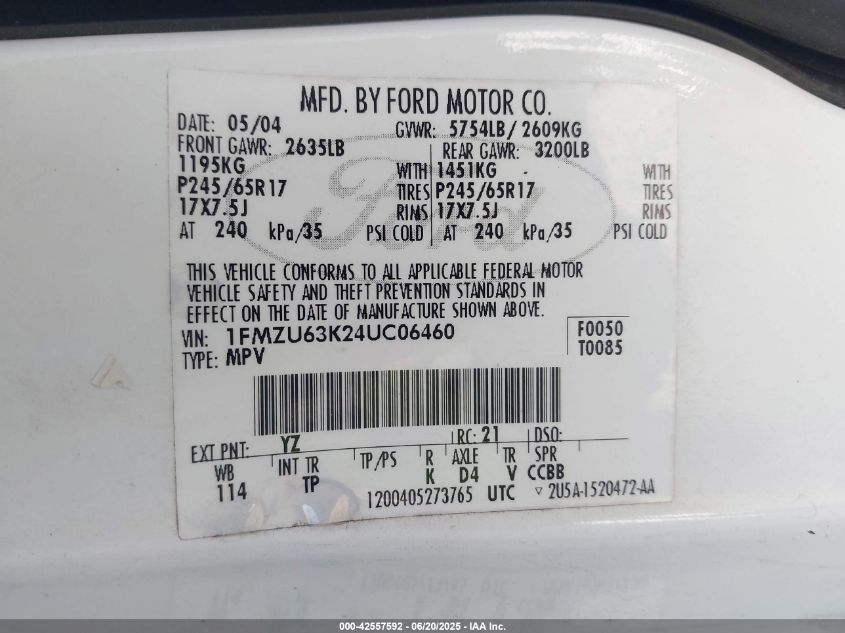 MFD. BY FORD MOTOR CO.
DATE: 05/04 GVWR: 5754LB/ 2609KG
FRONT GAWR: 2635LB REAR GAWR: 3200LB
1195KG WITH 1451KG WITH
P245/65R17 TIRES P245/65R17 TIRES
17X7.5J RIMS 17X7.5J RIMS
AT 240 kPa/35 PSI COLD AT 240 kPa/35 PSI COLD
Ford
THIS VEHICLE CONFORMS TO ALL APPLICABLE FEDERAL MOTOR
VEHICLE SAFETY AND THEFT PREVENTION STANDARDS IN
EFFECT ON THE DATE OF MANUFACTURE SHOWN ABOVE.
VIN: 1FMZU63K24UC06460 F0050
TYPE: MPV T0085
EXT PNT: YZ RC: 21 DSO:
WB INT TR TP/PS R AXLE TR SPR
114 TP K D4 V CCBB
1200405273765 UTC ▽ 2U5A-1520472-AA
000-42557592 - 06/20/2025 - IAA Inc.